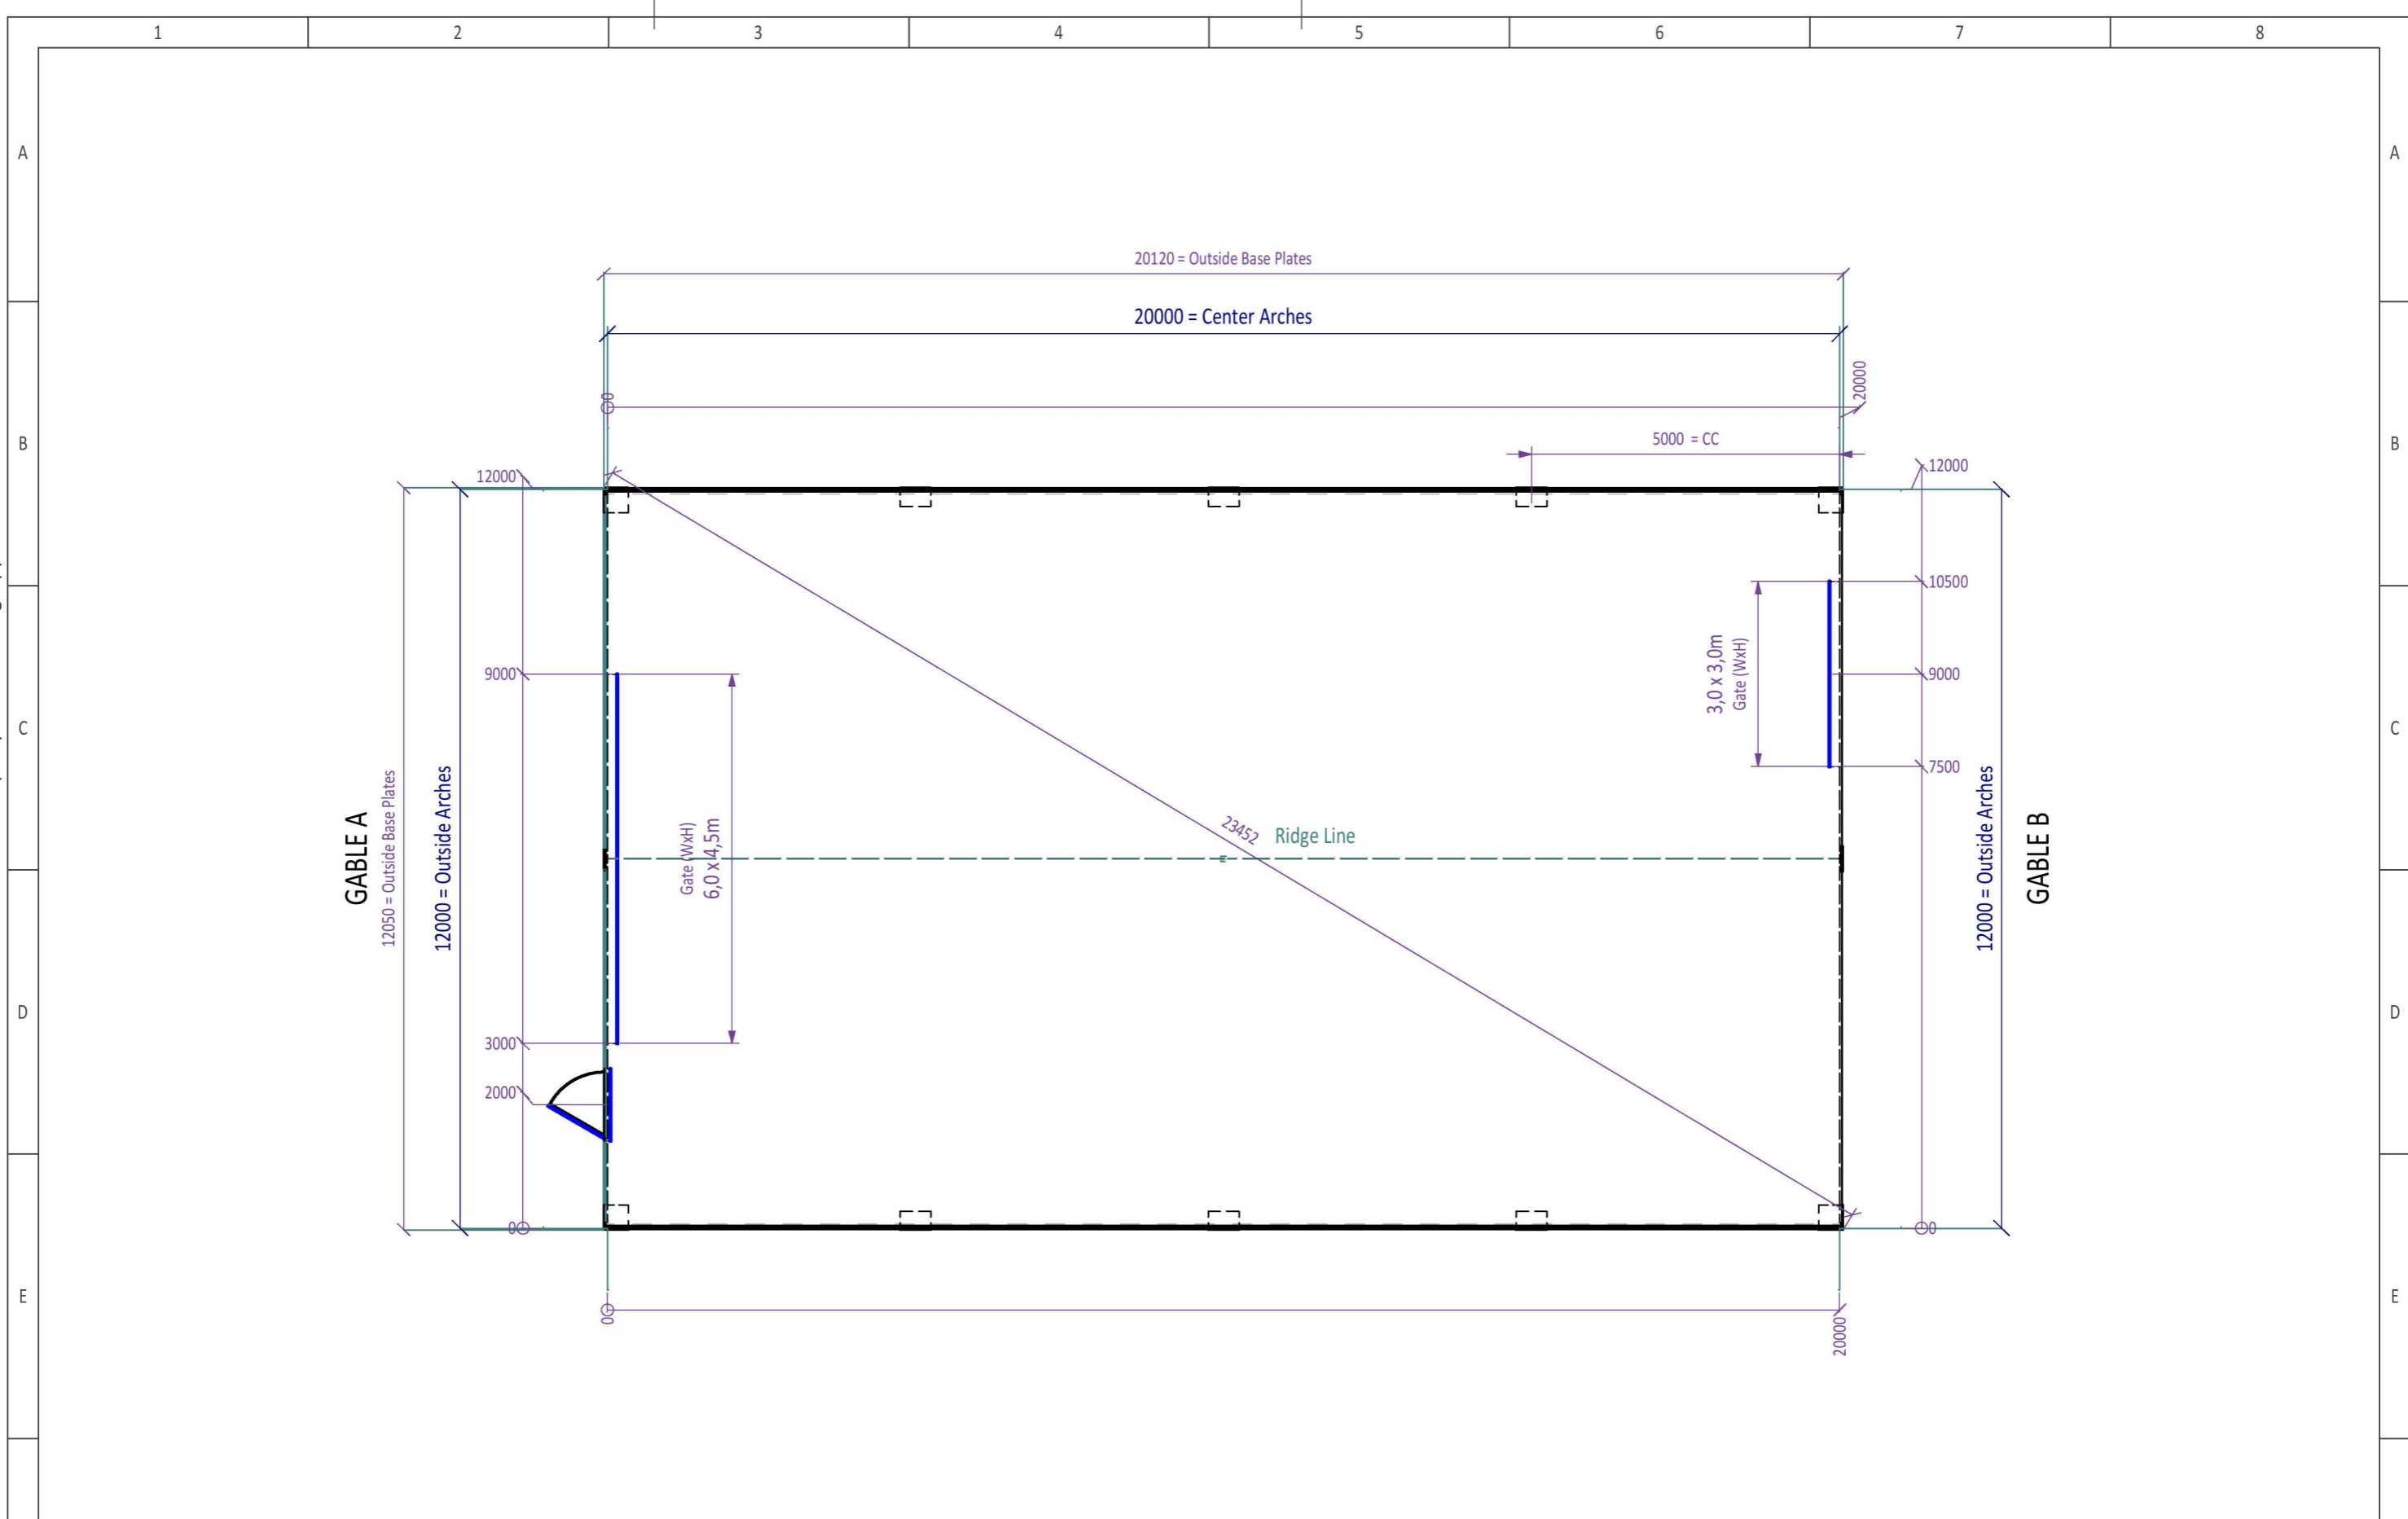 1 2 3 4 5 6 7 8
A A
20120 = Outside Base Plates
20000 = Center Arches
0 20000
B B
5000 = CC
12000 12000
10500
9000 9000
3,0 x 3,0m
Gate (WxH)
C C
7500
GABLE A
12050 = Outside Base Plates
12000 = Outside Arches
Gate (WxH)
6,0 x 4,5m
23452
Ridge Line
12000 = Outside Arches
GABLE B
D D
3000
2000
0 0
E E
0 20000